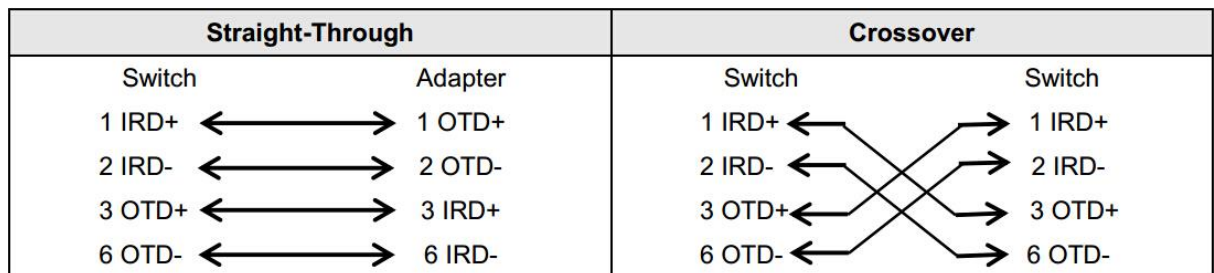 Straight-Through Crossover
Switch Adapter Switch Switch
1 IRD+ 1 OTD+ 1 IRD+ 1 IRD+
2 IRD- 2 OTD- 2 IRD- 2 IRD-
3 OTD+ 3 IRD+ 3 OTD+ 3 OTD+
6 OTD- 6 IRD- 6 OTD- 6 OTD-